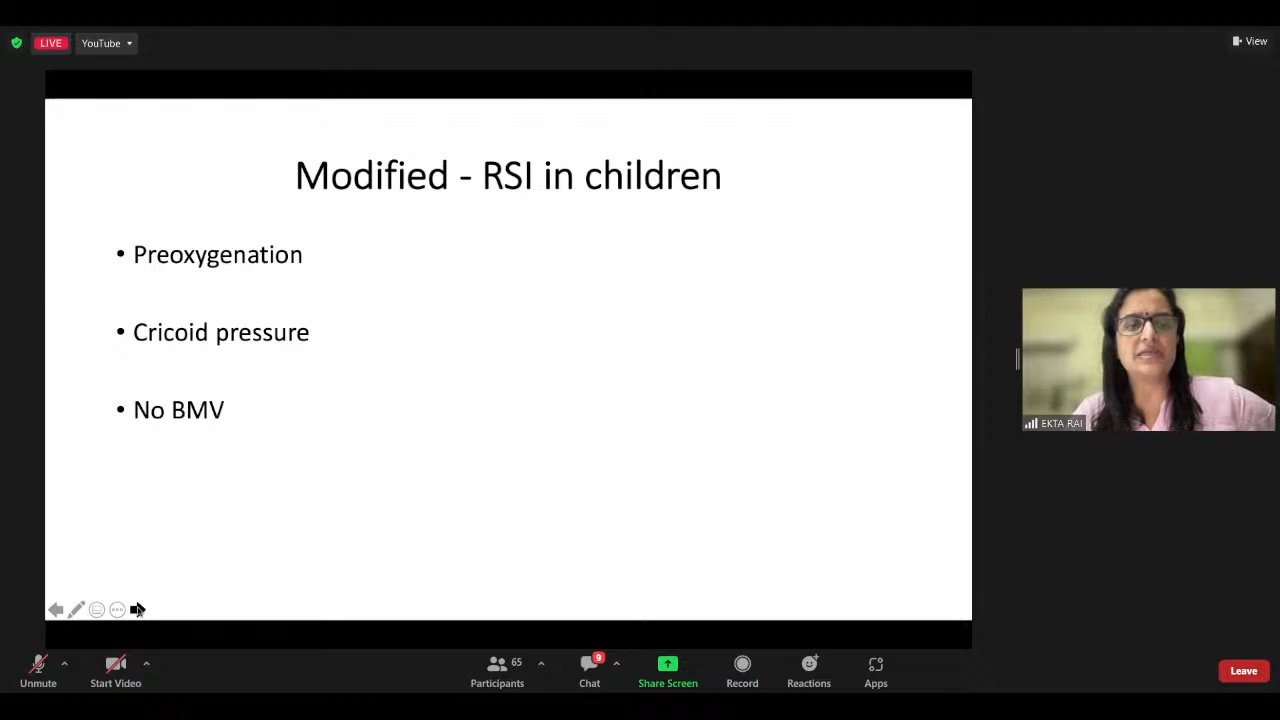 LIVE
YouTube
View
Modified - RSI in children
• Preoxygenation
• Cricoid pressure
• No BMV
EKTA RAI
Unmute
Start Video
65
Participants
9
Chat
Share Screen
Record
Reactions
Apps
Leave